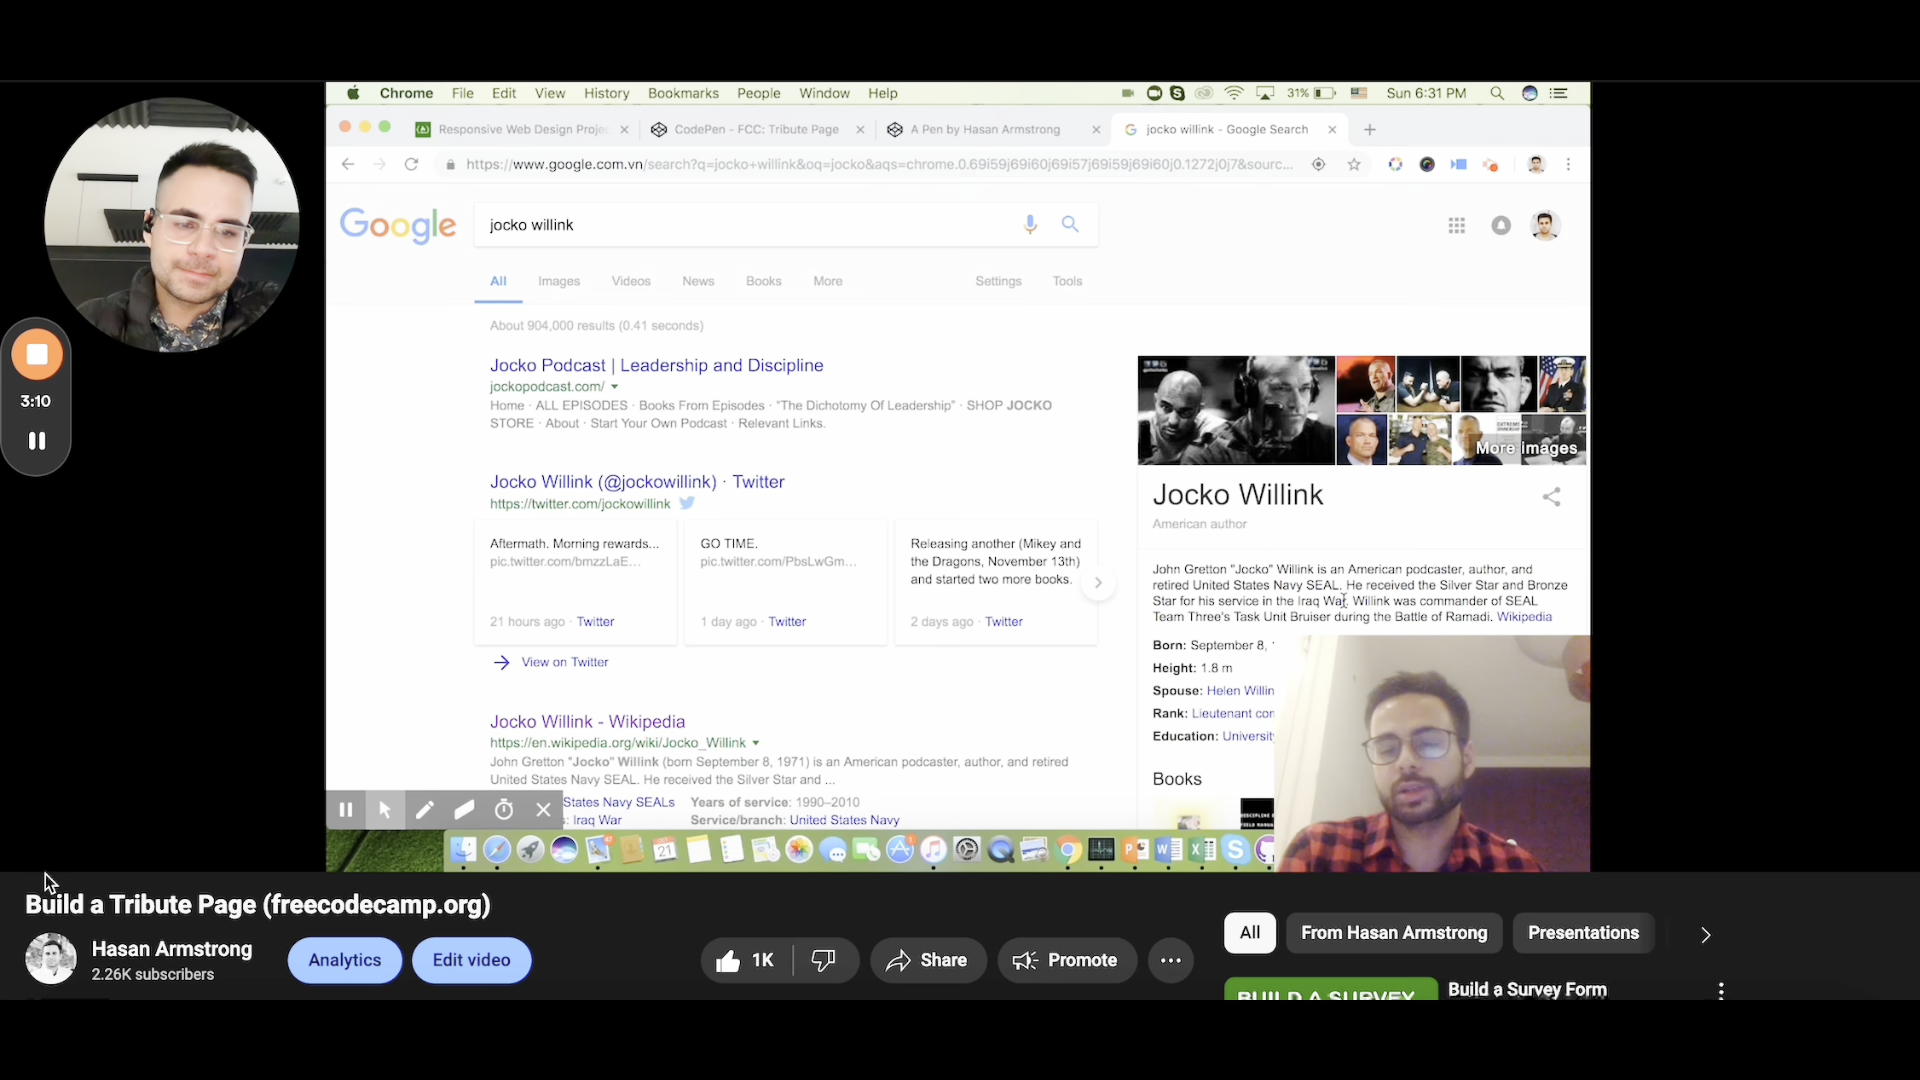 Chrome File Edit View History Bookmarks People Window Help 31% Sun 6:31 PM
Responsive Web Design Proje CodePen - FCC: Tribute Page A Pen by Hasan Armstrong jocko willink - Google Search
https://www.google.com.vn/search?q=jocko+willink&oq=jocko&aqs=chrome.0.69i59j69i60j69i57j69i59j69i60j0.1272j0j7&sourc...
Google jocko willink
All Images Videos News Books More Settings Tools
About 904,000 results (0.41 seconds)
Jocko Podcast | Leadership and Discipline
jockopodcast.com/
Home · ALL EPISODES · Books From Episodes · "The Dichotomy Of Leadership" · SHOP JOCKO
STORE · About · Start Your Own Podcast · Relevant Links.
Jocko Willink (@jockowillink) · Twitter
https://twitter.com/jockowillink
Aftermath. Morning rewards...
pic.twitter.com/bmzzLaE...
21 hours ago · Twitter
GO TIME.
pic.twitter.com/PbsLwGm...
1 day ago · Twitter
Releasing another (Mikey and
the Dragons, November 13th)
and started two more books.
2 days ago · Twitter
View on Twitter
Jocko Willink - Wikipedia
https://en.wikipedia.org/wiki/Jocko_Willink
John Gretton "Jocko" Willink (born September 8, 1971) is an American podcaster, author, and retired
United States Navy SEAL. He received the Silver Star and ...
States Navy SEALs Years of service: 1990–2010
Iraq War Service/branch: United States Navy
More images
Jocko Willink
American author
John Gretton "Jocko" Willink is an American podcaster, author, and
retired United States Navy SEAL. He received the Silver Star and Bronze
Star for his service in the Iraq War. Willink was commander of SEAL
Team Three's Task Unit Bruiser during the Battle of Ramadi. Wikipedia
Born: September 8,
Height: 1.8 m
Spouse: Helen Willin
Rank: Lieutenant con
Education: Universit
Books
3:10
21
Build a Tribute Page (freecodecamp.org)
Hasan Armstrong
2.26K subscribers
Analytics Edit video 1K Share Promote
All From Hasan Armstrong Presentations
BUILD A SURVEY
Build a Survey Form